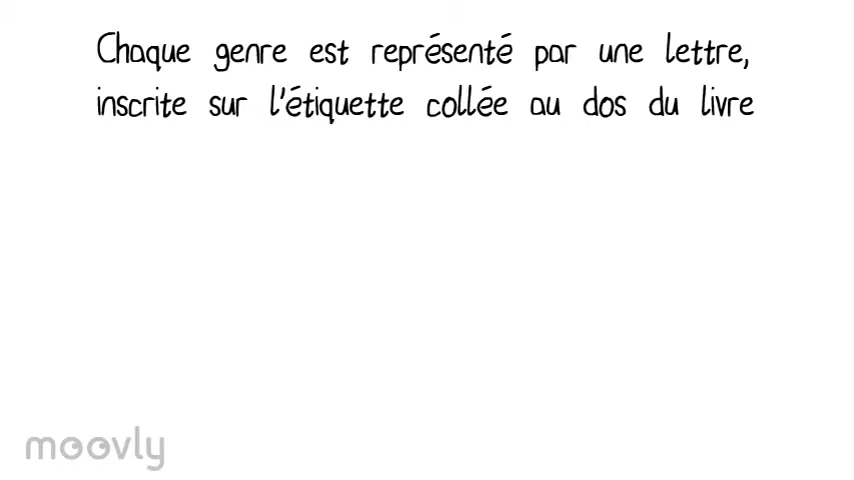 Chaque genre est représenté par une lettre,
inscrite sur l'étiquette collée au dos du livre
moovly